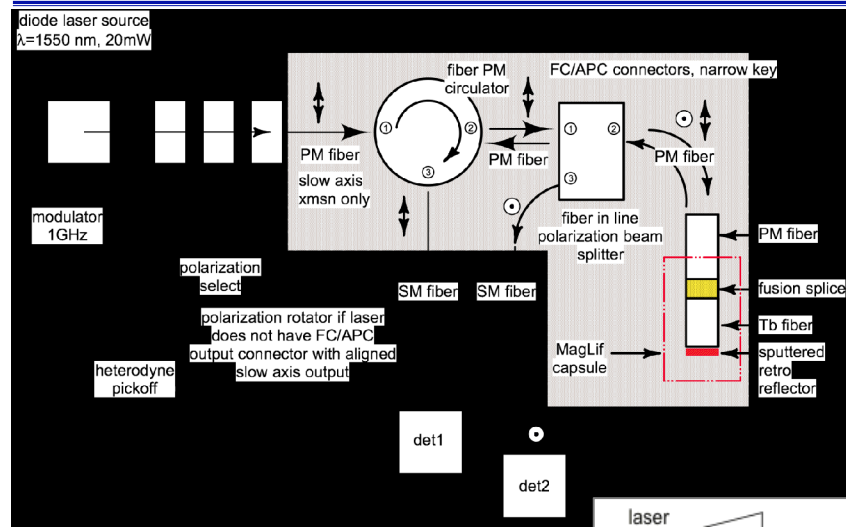 diode laser source
λ=1550 nm, 20mW
fiber PM
circulator
FC/APC connectors, narrow key
①
②
③
①
②
③
PM fiber
slow axis
xmsn only
PM fiber
PM fiber
modulator
1GHz
fiber in line
polarization beam
splitter
PM fiber
polarization
select
SM fiber
SM fiber
fusion splice
polarization rotator if laser
does not have FC/APC
output connector with aligned
slow axis output
Tb fiber
heterodyne
pickoff
MagLif
capsule
sputtered
retro
reflector
det1
det2
laser